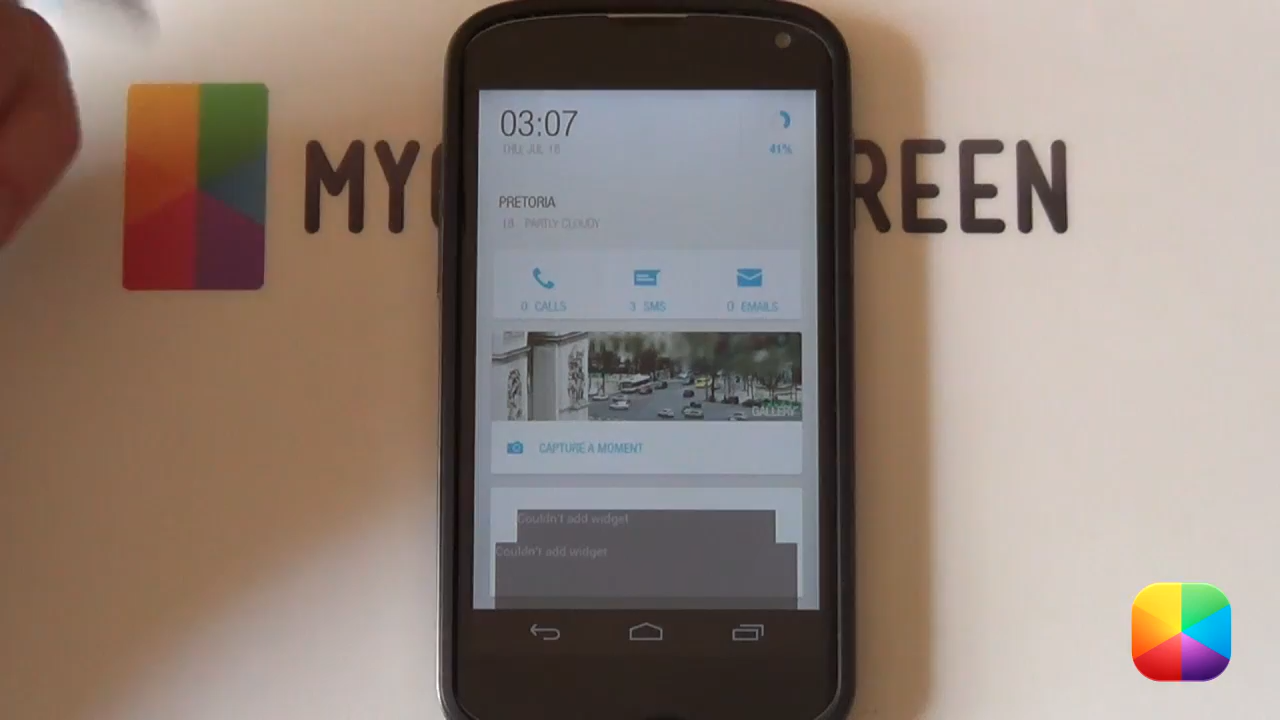 MY
REEN
03:07
THU, JUL 18
41%
PRETORIA
18 PARTLY CLOUDY
0 CALLS
3 SMS
0 EMAILS
GALLERY
CAPTURE A MOMENT
Couldn't add widget
Couldn't add widget